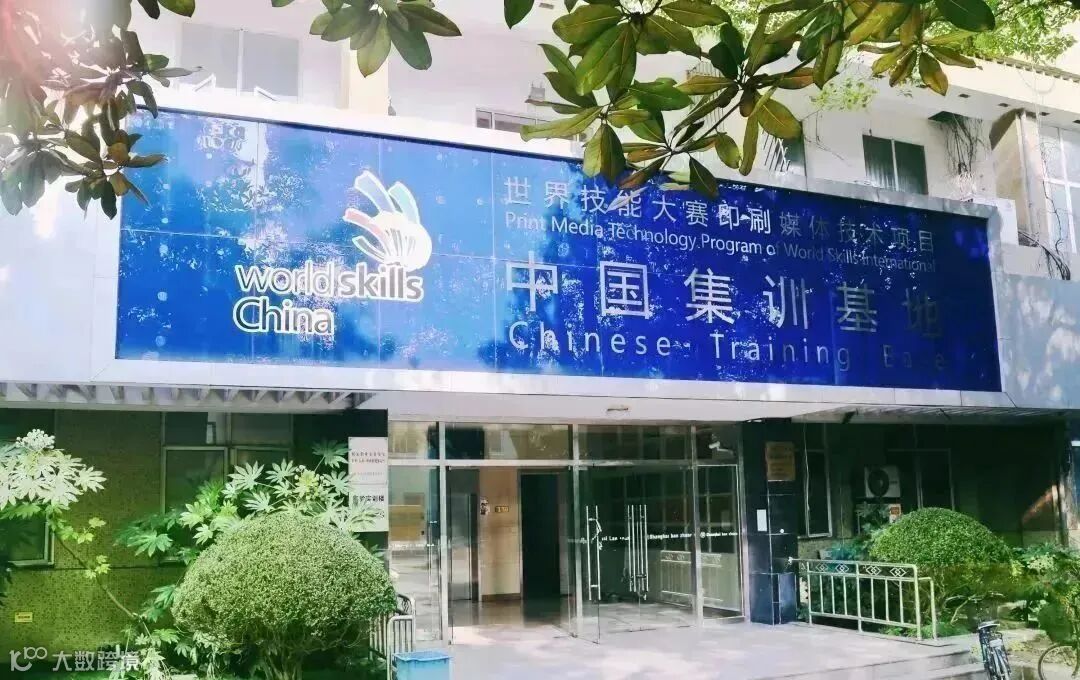 世界技能大赛印刷媒体技术项目
Print Media Technology Program of World Skills International
worldskills
China
中国集训基地
Chinese Training Base
大数跨境